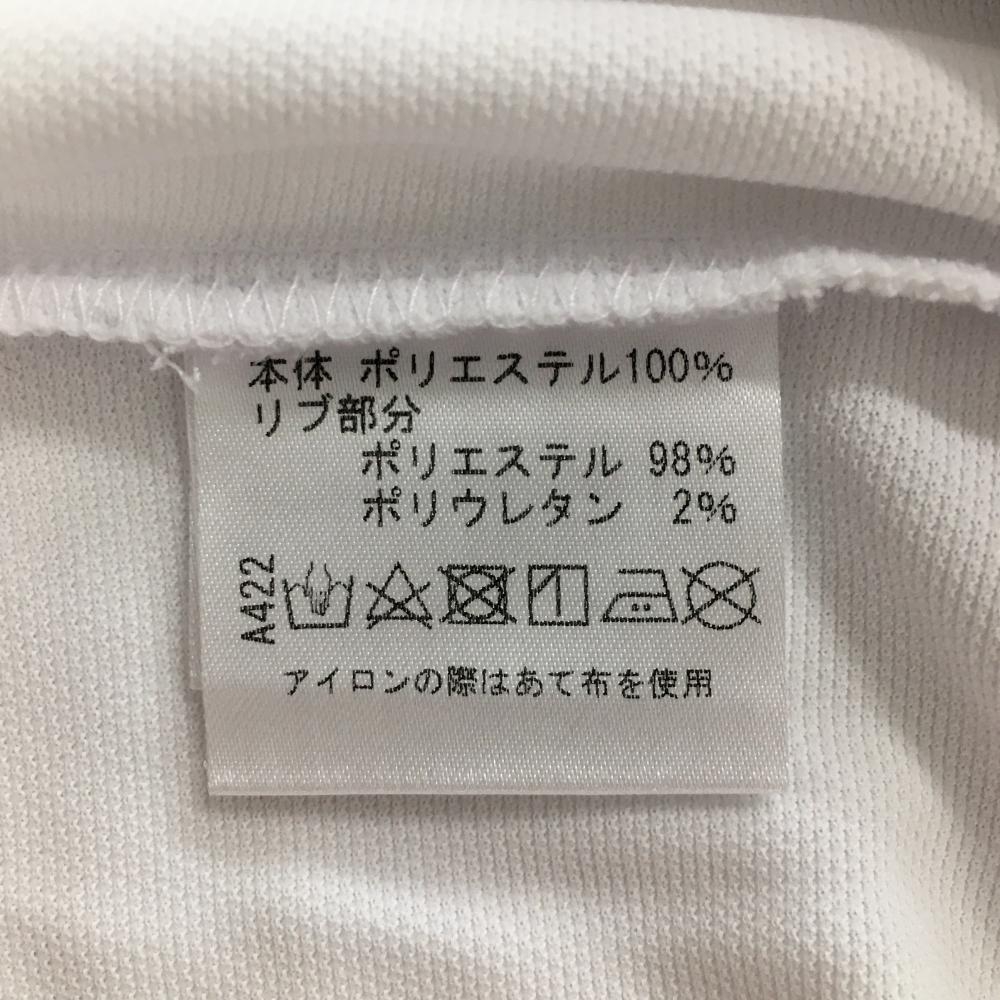 本体 ポリエステル100%
リブ部分
ポリエステル 98%
ポリウレタン 2%
A422
アイロンの際はあて布を使用